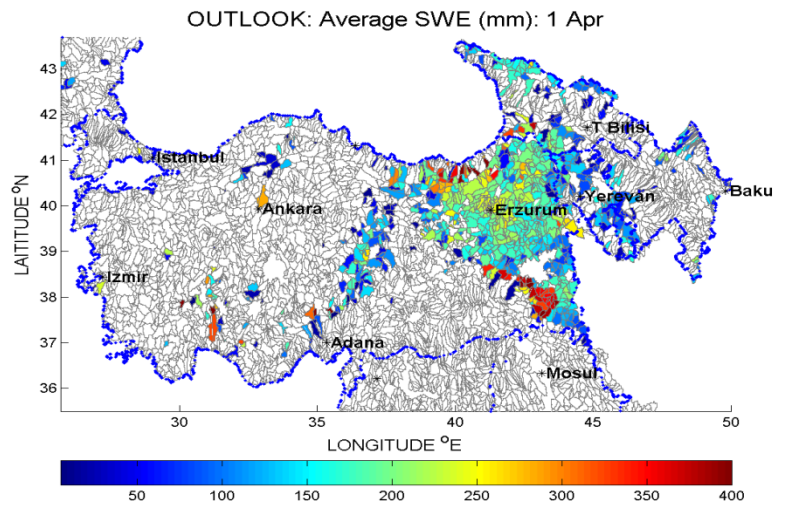 OUTLOOK: Average SWE (mm): 1 Apr
43
42
T Bilisi
41
Istanbul
Yerevan
Baku
40
Ankara
Erzurum
39
Izmir
38
37
Adana
Mosul
36
LAITITUDE °N
30
35
40
45
50
LONGITUDE °E
50
100
150
200
250
300
350
400